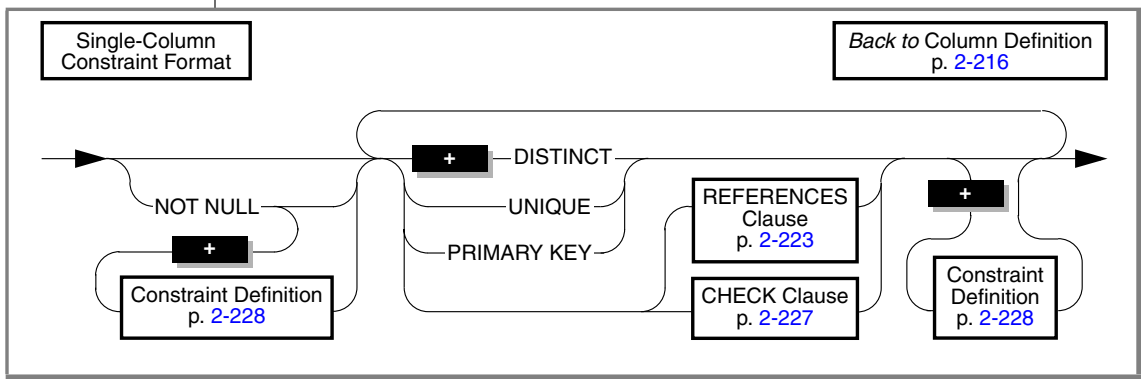 Single-Column
Constraint Format
Back to Column Definition
p. 2-216
+
DISTINCT
NOT NULL
UNIQUE
REFERENCES
Clause
p. 2-223
+
+
PRIMARY KEY
Constraint Definition
p. 2-228
CHECK Clause
p. 2-227
Constraint
Definition
p. 2-228